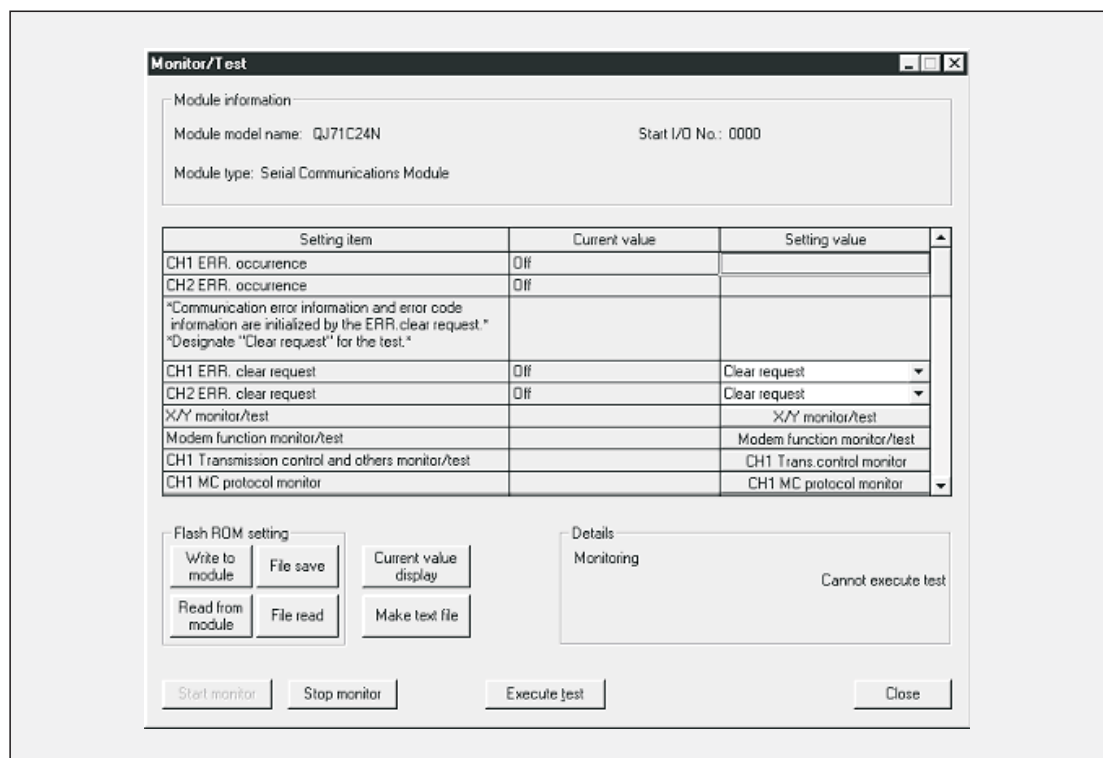 Monitor/Test
Module information
Module model name: QJ71C24N Start I/O No.: 0000
Module type: Serial Communications Module
Setting item Current value Setting value
CH1 ERR. occurrence Off
CH2 ERR. occurrence Off
"Communication error information and error code
information are initialized by the ERR.clear request."
"Designate "Clear request" for the test."
CH1 ERR. clear request Off Clear request
CH2 ERR. clear request Off Clear request
X/Y monitor/test X/Y monitor/test
Modem function monitor/test Modem function monitor/test
CH1 Transmission control and others monitor/test CH1 Trans.control monitor
CH1 MC protocol monitor CH1 MC protocol monitor
Flash ROM setting
Write to
module
File save
Read from
module
File read
Current value
display
Make text file
Details
Monitoring
Cannot execute test
Start monitor Stop monitor Execute test Close